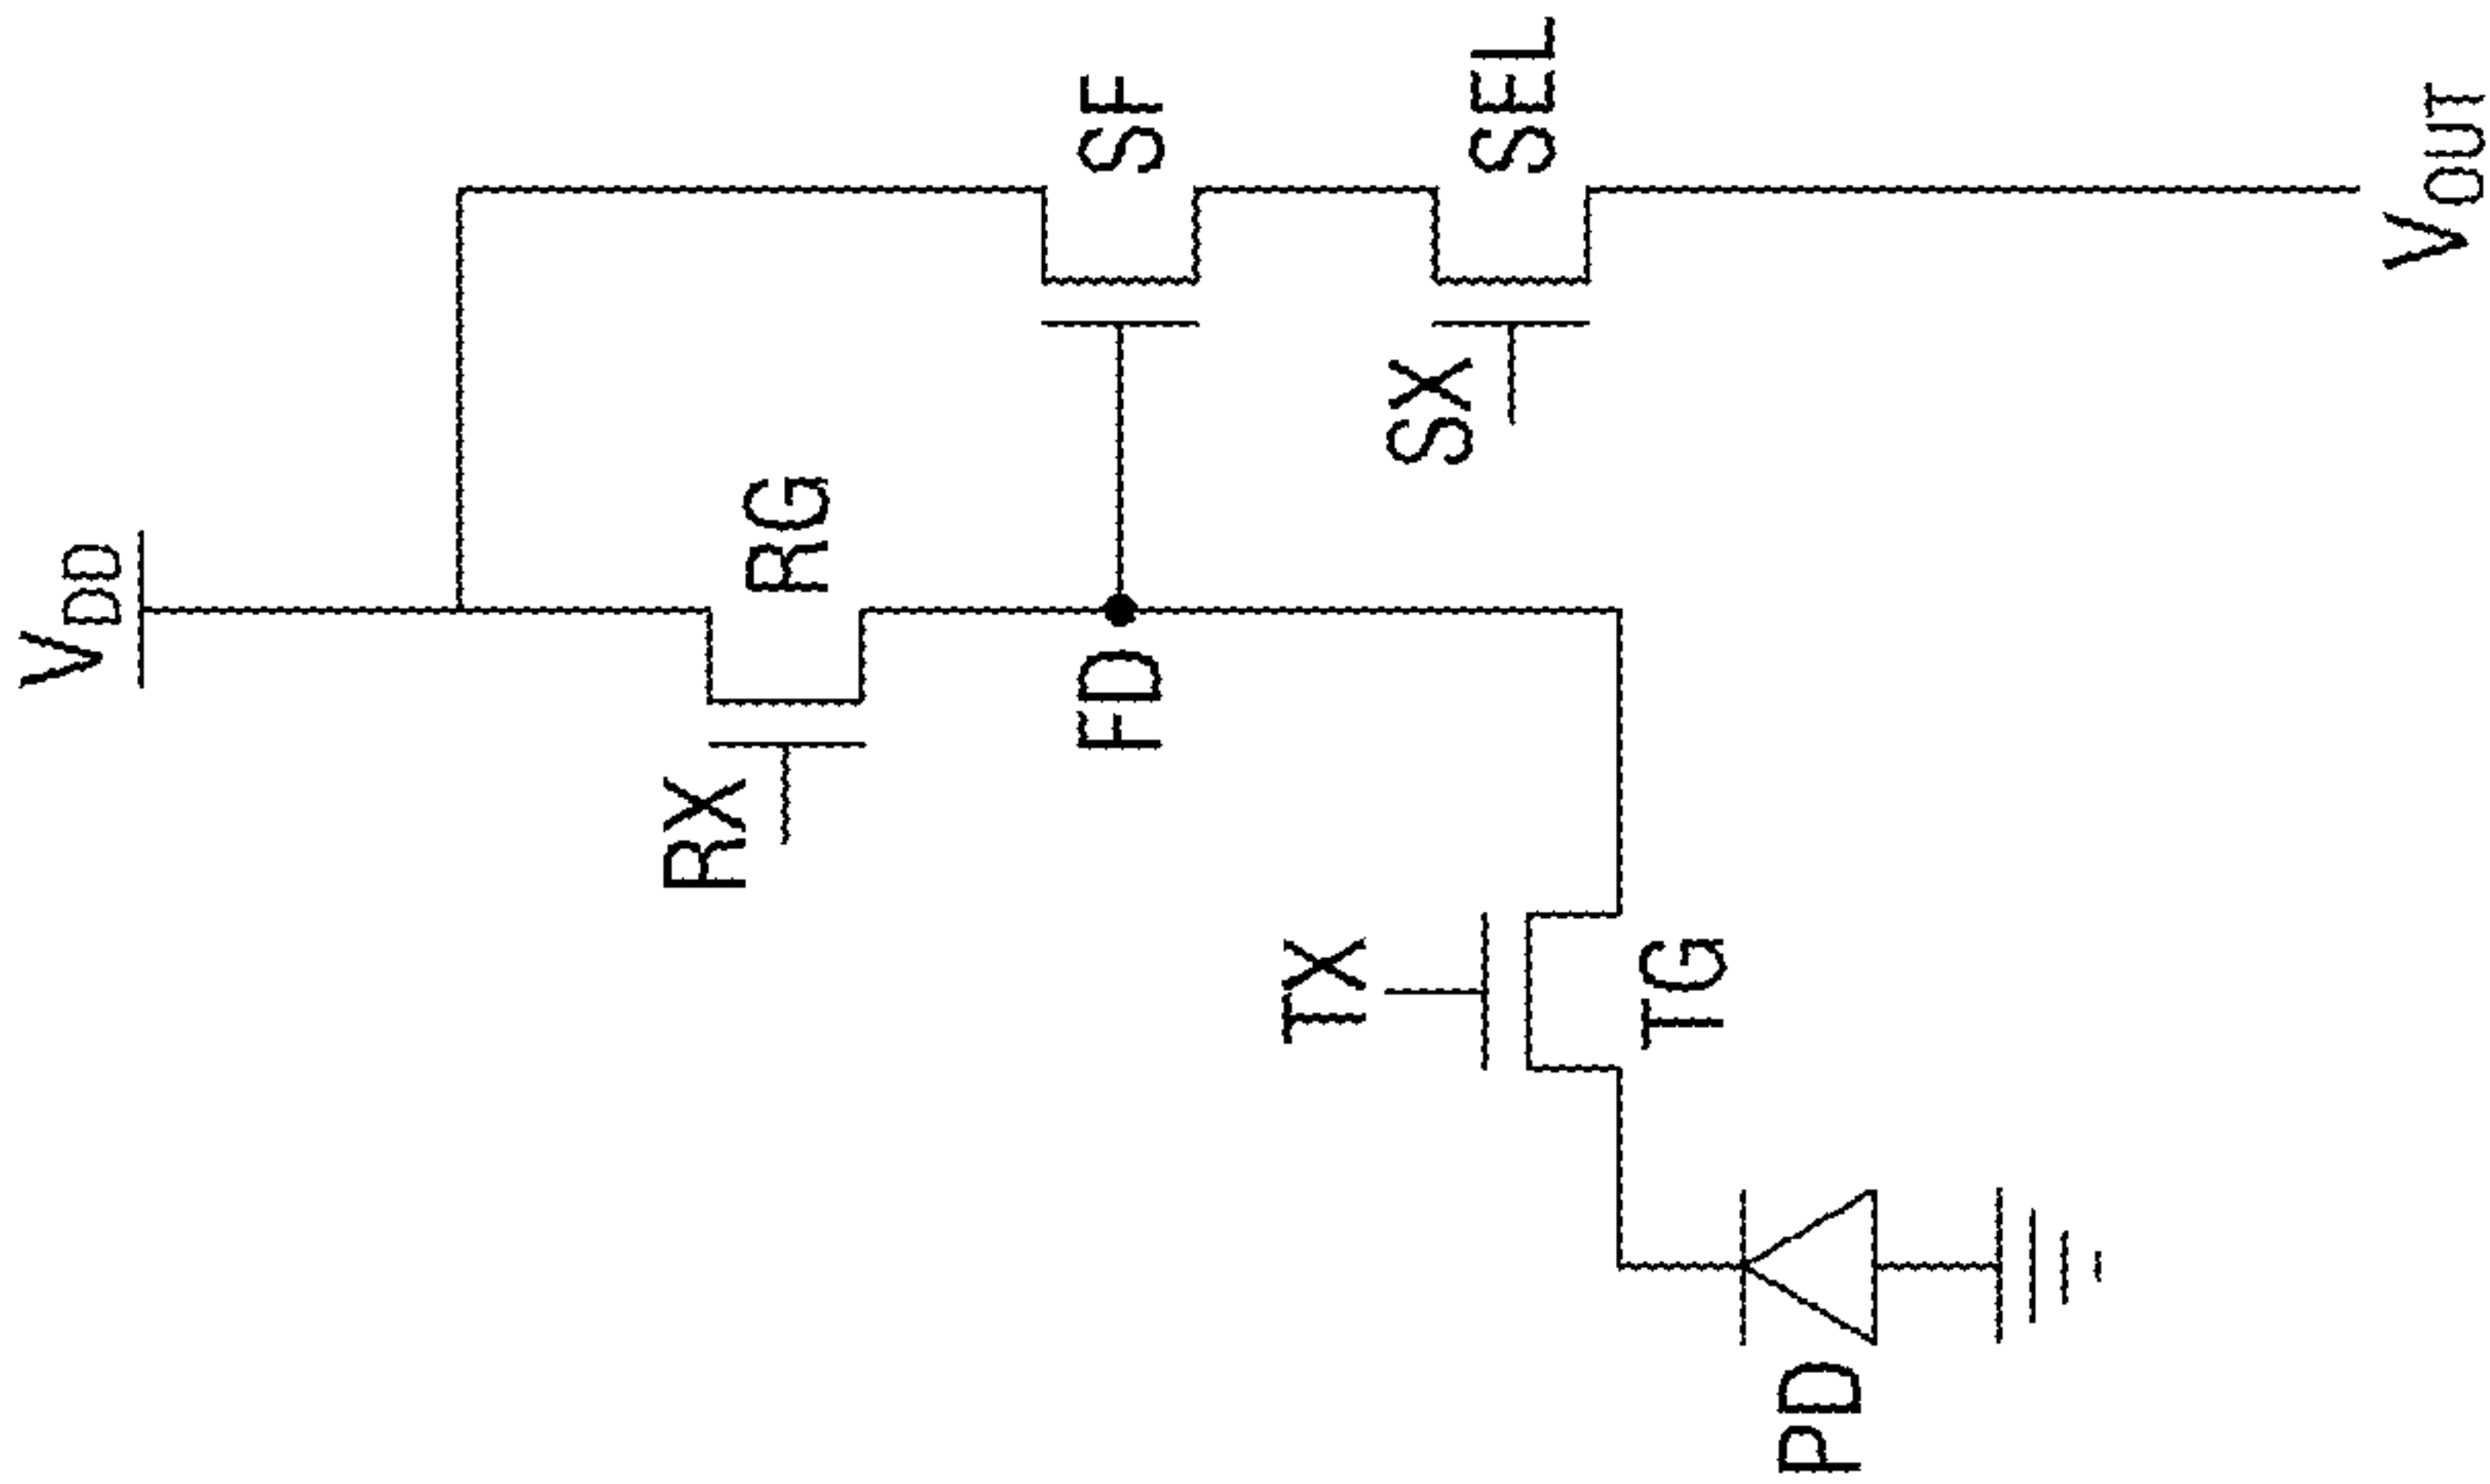 VDD
RX
RG
FD
SF
SX
SEL
TX
TG
PD
VOUT